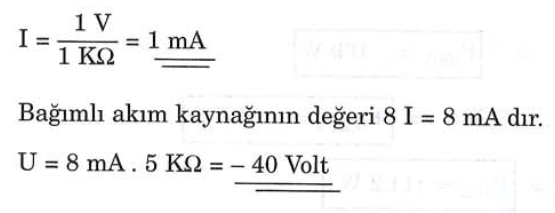 I = 1 V / 1 KΩ = 1 mA
Bağımlı akım kaynağının değeri 8 I = 8 mA dır.
U = 8 mA . 5 KΩ = – 40 Volt